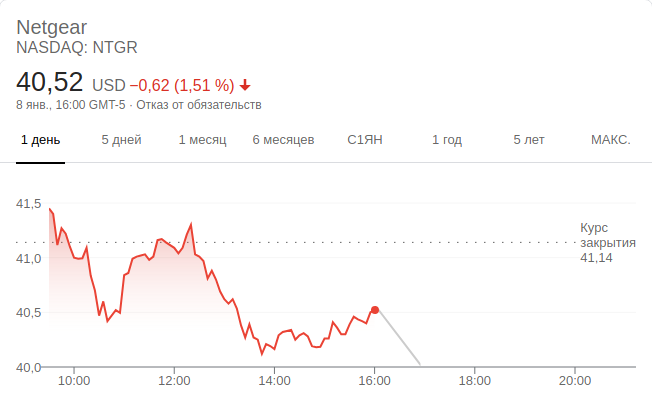 Netgear
NASDAQ: NTGR
40,52 USD −0,62 (1,51 %)
8 янв., 16:00 GMT-5 · Отказ от обязательств
1 день 5 дней 1 месяц 6 месяцев С1ЯН 1 год 5 лет МАКС.
41,5
Курс
закрытия
41,14
41,0
40,5
40,0
10:00 12:00 14:00 16:00 18:00 20:00